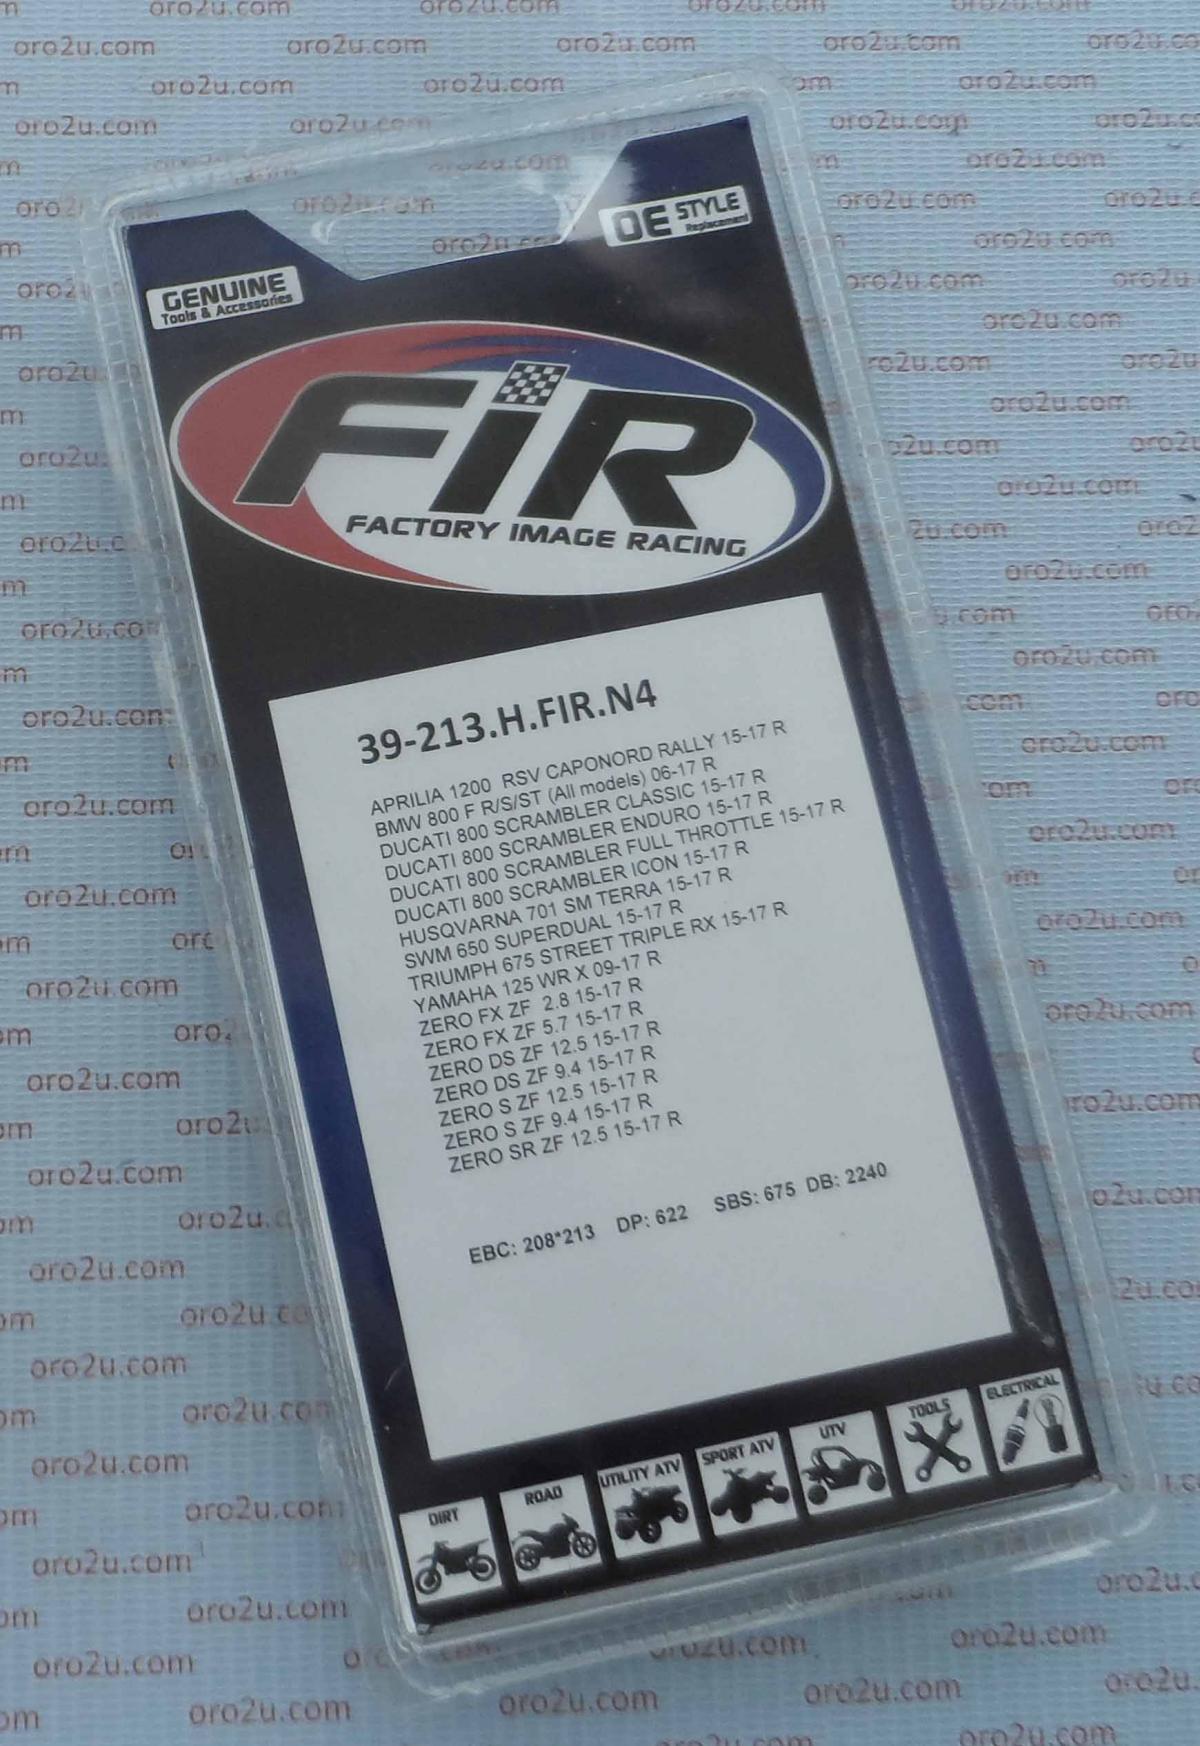 GENUINE
Tools & Accessories
OE STYLE
Replacement
FiR
FACTORY IMAGE RACING
39-213.H.FIR.N4
APRILIA 1200  RSV CAPONORD RALLY 15-17 R
BMW 800 F R/S/ST (All models) 06-17 R
DUCATI 800 SCRAMBLER CLASSIC 15-17 R
DUCATI 800 SCRAMBLER ENDURO 15-17 R
DUCATI 800 SCRAMBLER FULL THROTTLE 15-17 R
DUCATI 800 SCRAMBLER ICON 15-17 R
HUSQVARNA 701 SM TERRA 15-17 R
SWM 650 SUPERDUAL 15-17 R
TRIUMPH 675 STREET TRIPLE RX 15-17 R
YAMAHA 125 WR X 09-17 R
ZERO FX ZF  2.8 15-17 R
ZERO FX ZF 5.7 15-17 R
ZERO DS ZF 12.5 15-17 R
ZERO DS ZF 9.4 15-17 R
ZERO S ZF 12.5 15-17 R
ZERO S ZF 9.4 15-17 R
ZERO SR ZF 12.5 15-17 R
EBC: 208*213   DP: 622   SBS: 675  DB: 2240
DIRT
ROAD
UTILITY ATV
SPORT ATV
UTV
TOOLS
ELECTRICAL
oro2u.com